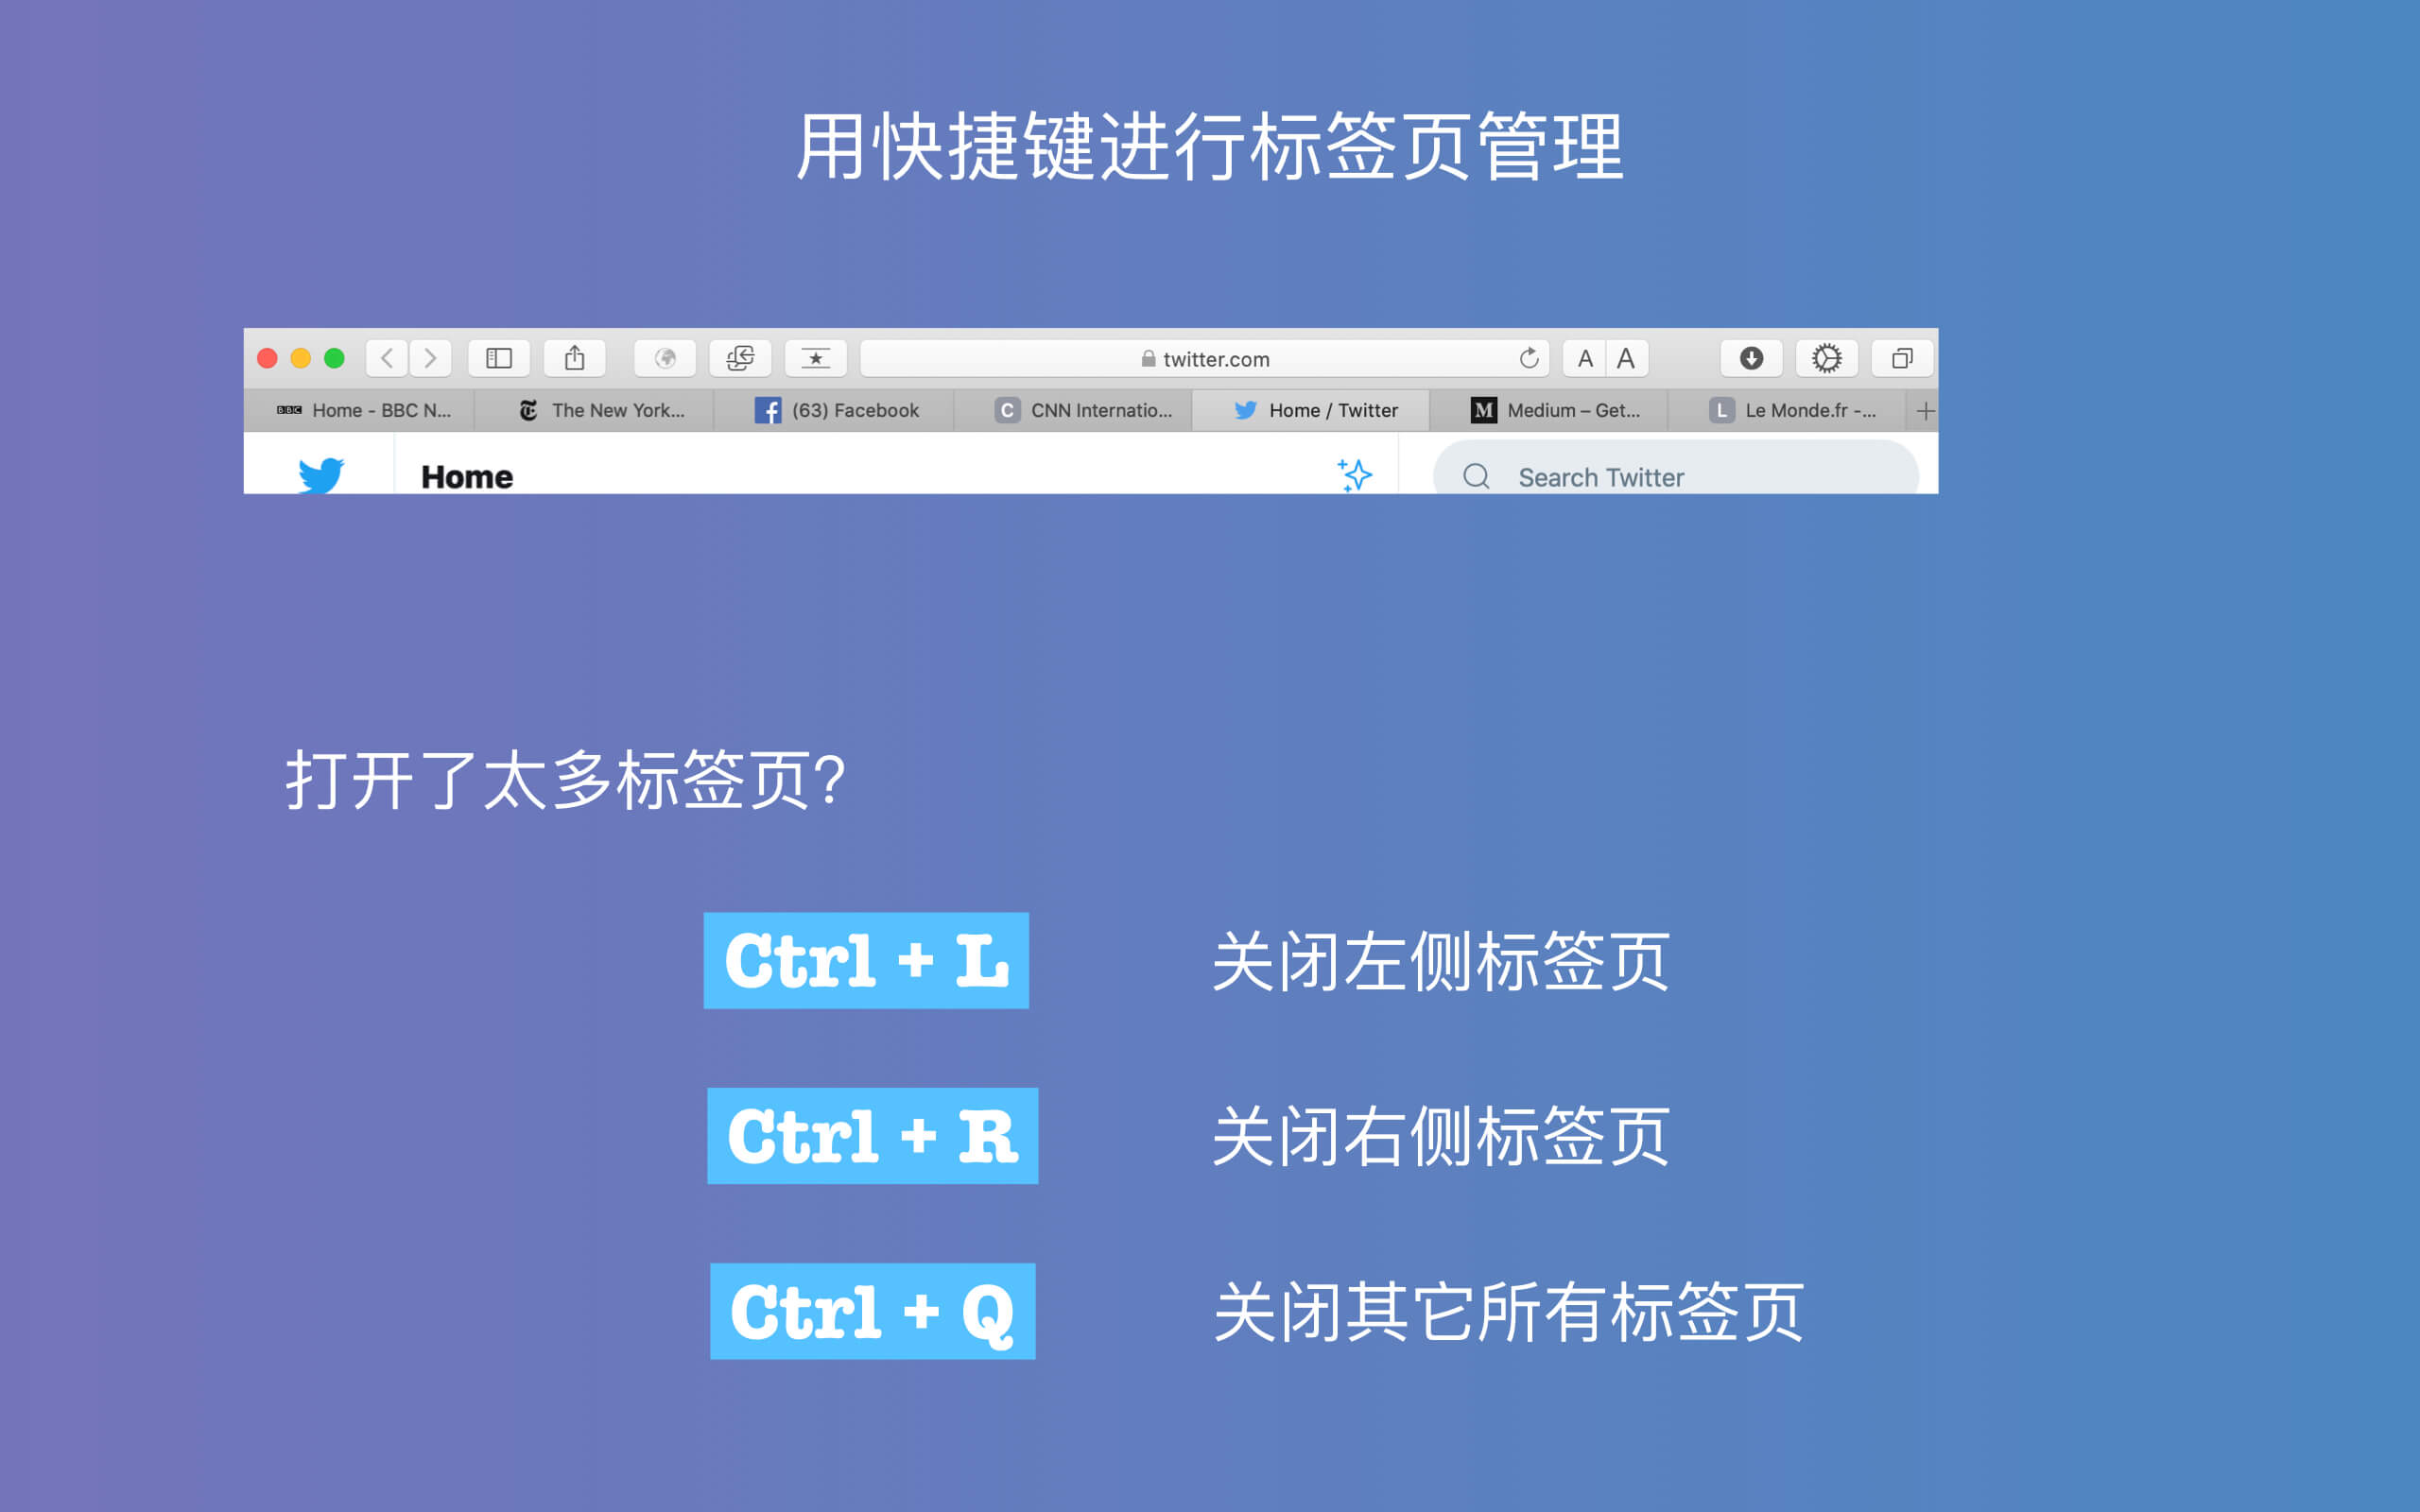 用快捷键进行标签页管理
twitter.com A A
BBC Home - BBC N... The New York... (63) Facebook C CNN Internatio... Home / Twitter M Medium – Get... L Le Monde.fr -...
Home Search Twitter
打开了太多标签页?
Ctrl + L 关闭左侧标签页
Ctrl + R 关闭右侧标签页
Ctrl + Q 关闭其它所有标签页